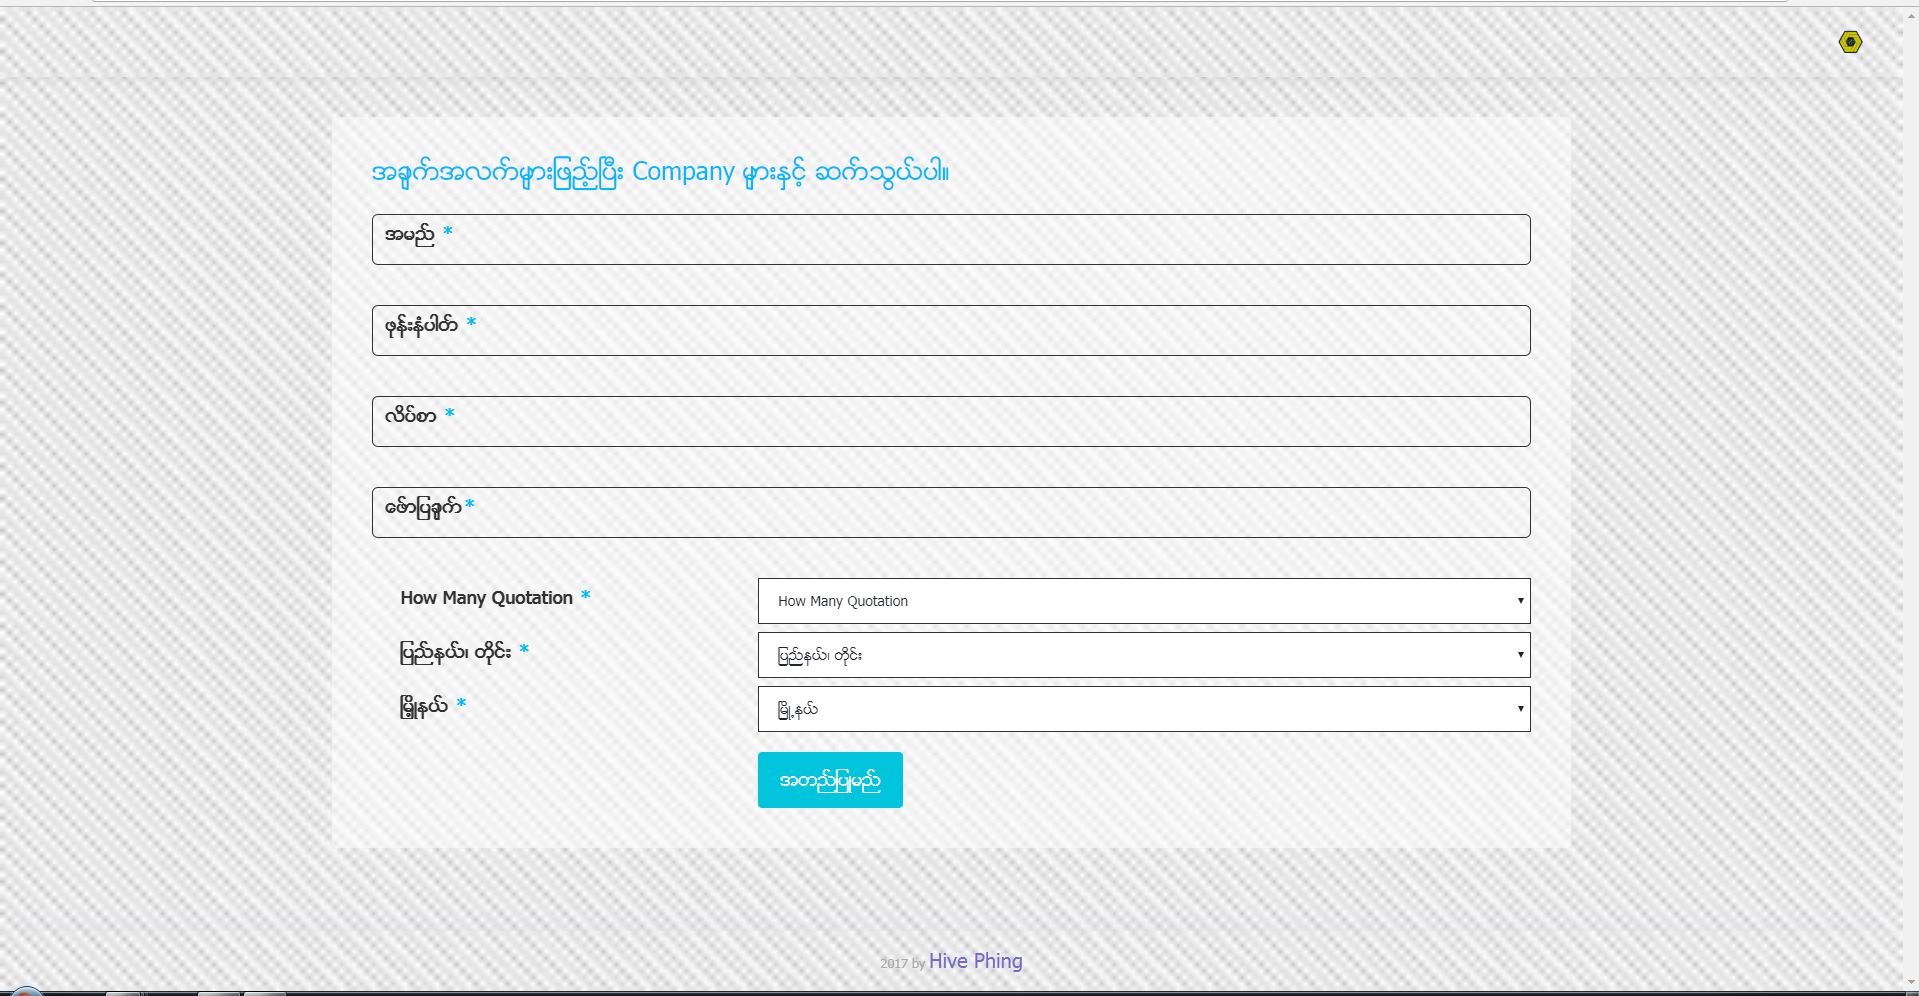 အချက်အလက်များဖြည့်ပြီး Company များနှင့် ဆက်သွယ်ပါ။
အမည် *
ဖုန်းနံပါတ် *
လိပ်စာ *
ဖော်ပြချက် *
How Many Quotation *
How Many Quotation
ပြည်နယ်၊ တိုင်း *
ပြည်နယ်၊ တိုင်း
မြို့နယ် *
မြို့နယ်
အတည်ပြုမည်
2017 by Hive Phing